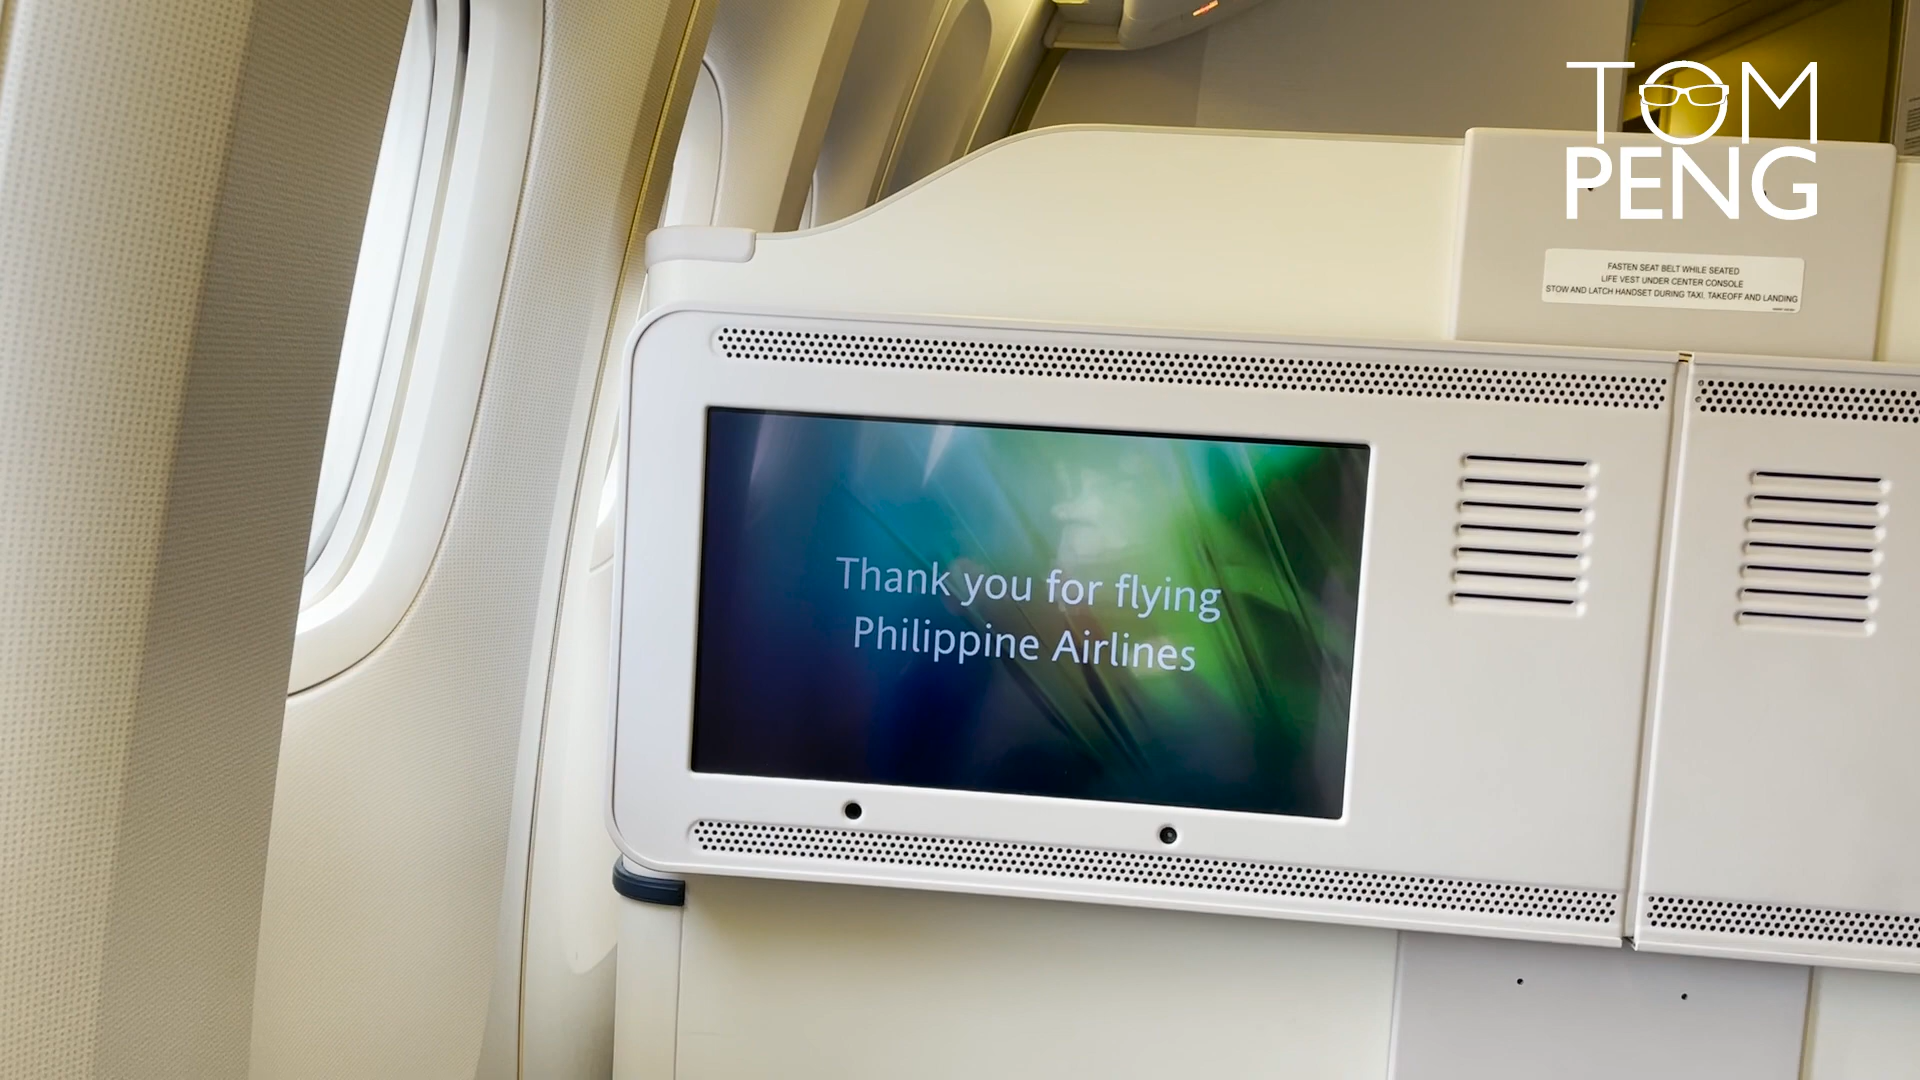 TOM
PENG
FASTEN SEAT BELT WHILE SEATED
LIFE VEST UNDER CENTER CONSOLE
STOW AND LATCH HANDSET DURING TAXI, TAKEOFF AND LANDING
Thank you for flying
Philippine Airlines